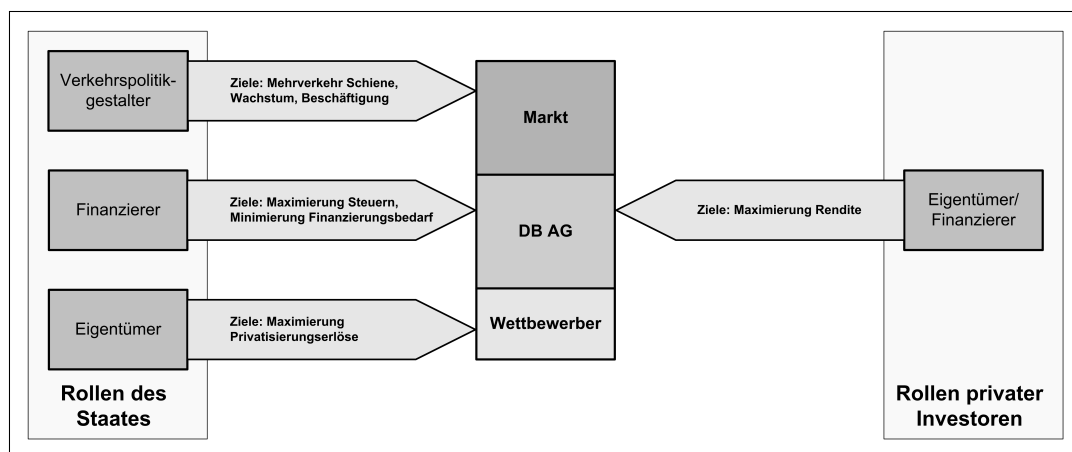 Verkehrspolitik-
gestalter
Ziele: Mehrverkehr Schiene,
Wachstum, Beschäftigung
Finanzierer
Ziele: Maximierung Steuern,
Minimierung Finanzierungsbedarf
Eigentümer
Ziele: Maximierung
Privatisierungserlöse
Rollen des
Staates
Markt
DB AG
Wettbewerber
Ziele: Maximierung Rendite
Eigentümer/
Finanzierer
Rollen privater
Investoren